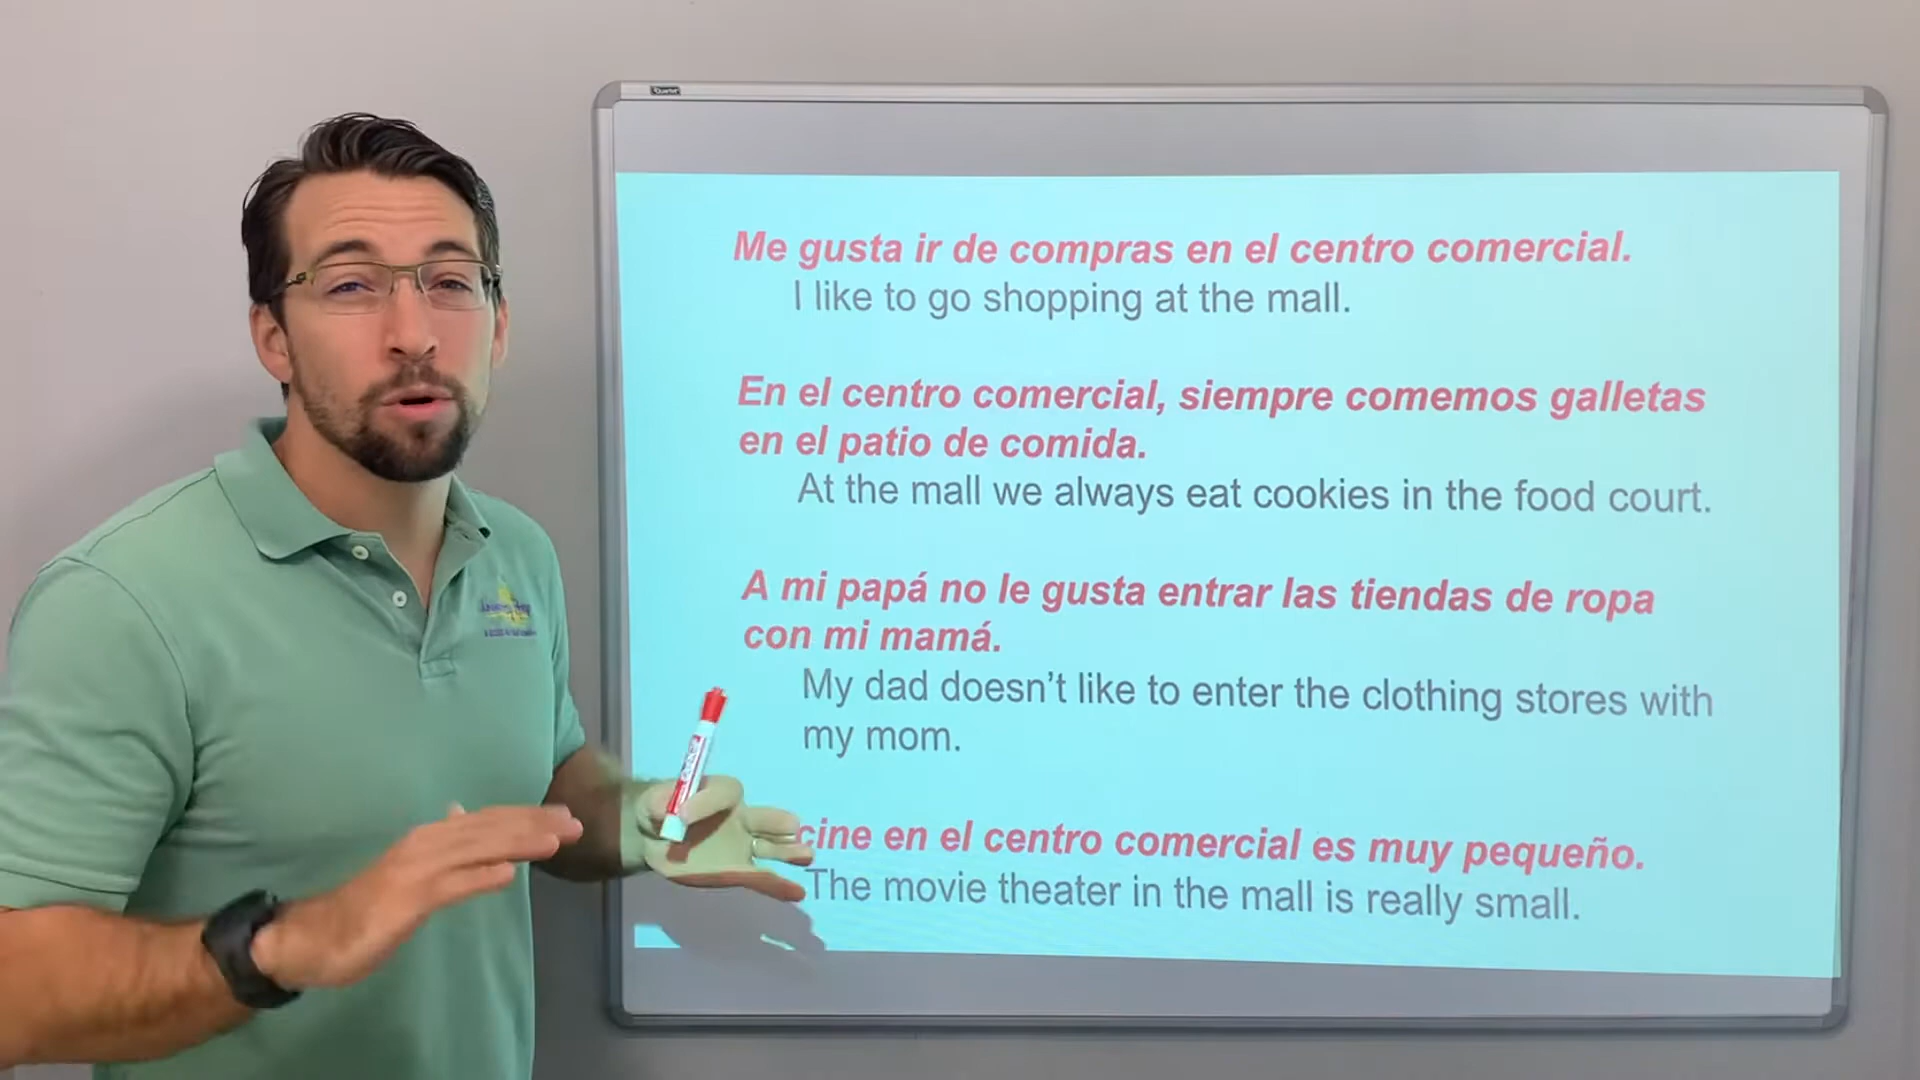 Quartet
Me gusta ir de compras en el centro comercial.
I like to go shopping at the mall.
En el centro comercial, siempre comemos galletas
en el patio de comida.
At the mall we always eat cookies in the food court.
A mi papá no le gusta entrar las tiendas de ropa
con mi mamá.
My dad doesn’t like to enter the clothing stores with
my mom.
cine en el centro comercial es muy pequeño.
The movie theater in the mall is really small.